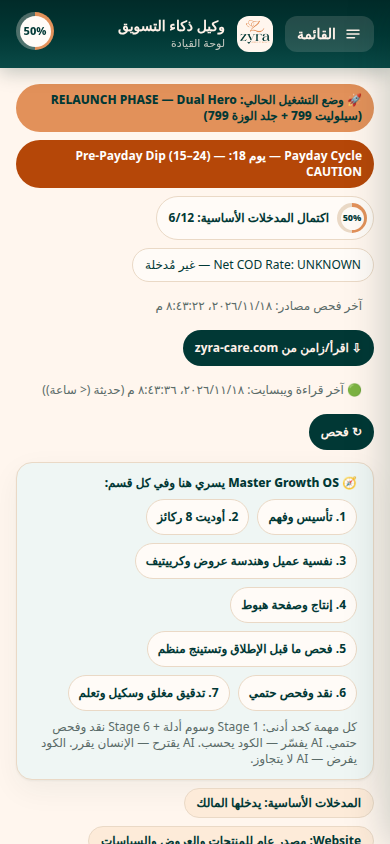 القائمة
zyra
وكيل ذكاء التسويق
لوحة القيادة
50%
🚀 وضع التشغيل الحالي: RELAUNCH PHASE — Dual Hero
(سيلوليت 799 + جلد الوزة 799)
Pre-Payday Dip (15–24) — يوم 18: — Payday Cycle
CAUTION
50%
اكتمال المدخلات الأساسية: 6/12
Net COD Rate: UNKNOWN — غير مُدخلة
آخر فحص مصادر: ١٨‏/١١‏/٢٠٢٦، ٨:٤٣:٢٢ م
⇩ اقرأ/زامن من zyra-care.com
🟢 آخر قراءة ويبسايت: ١٨‏/١١‏/٢٠٢٦، ٨:٤٣:٣٦ م (حديثة (< ساعة))
↻ فحص
🧭 Master Growth OS يسري هنا وفي كل قسم:
1. تأسيس وفهم
2. أوديت 8 ركائز
3. نفسية عميل وهندسة عروض وكرييتيف
4. إنتاج وصفحة هبوط
5. فحص ما قبل الإطلاق وتستينج منظم
6. نقد وفحص حتمي
7. تدقيق مغلق وسكيل وتعلم
كل مهمة كحد أدنى: Stage 1 وسوم أدلة + Stage 6 نقد وفحص
حتمي. AI يفسّر — الكود يحسب. AI يقترح — الإنسان يقرر. الكود
يفرض — AI لا يتجاوز.
المدخلات الأساسية: يدخلها المالك
Website: مصدر عام للمنتجات والعروض والسياسات